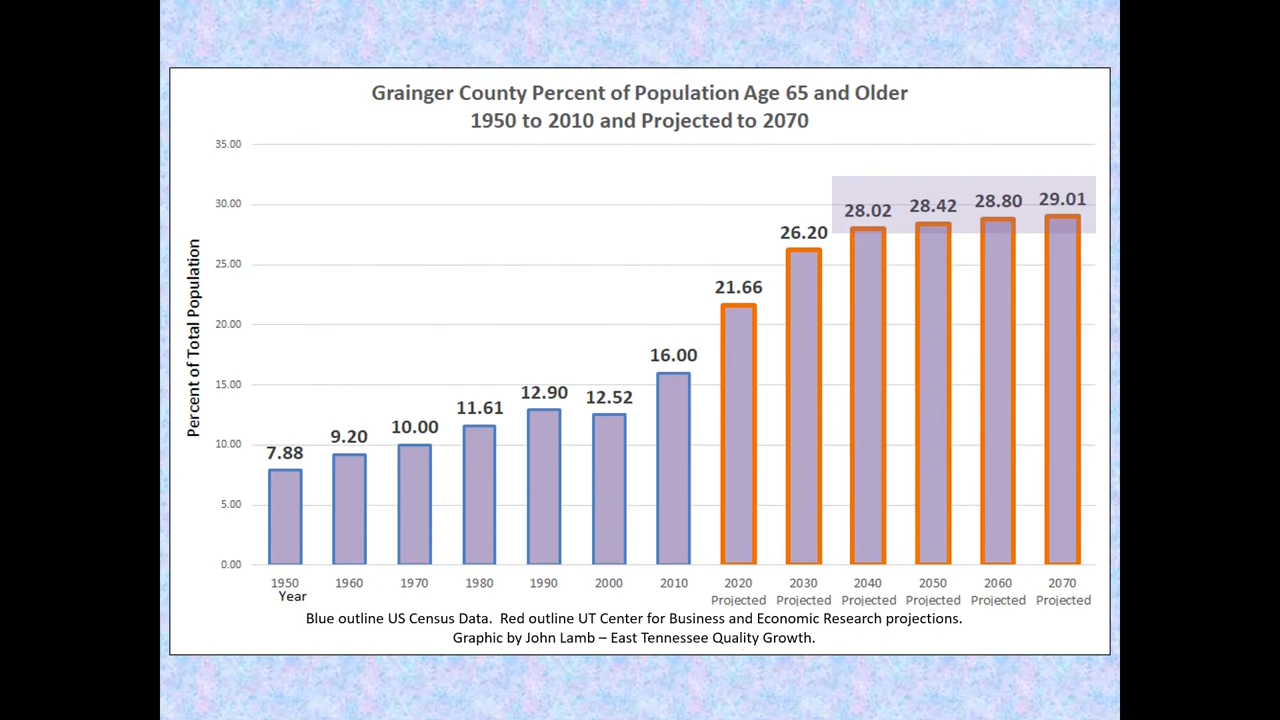 Grainger County Percent of Population Age 65 and Older
1950 to 2010 and Projected to 2070
Percent of Total Population
35.00
30.00
25.00
20.00
15.00
10.00
5.00
0.00
7.88
9.20
10.00
11.61
12.90
12.52
16.00
21.66
26.20
28.02
28.42
28.80
29.01
1950 1960 1970 1980 1990 2000 2010 2020 2030 2040 2050 2060 2070
Projected Projected Projected Projected Projected Projected
Year
Blue outline US Census Data. Red outline UT Center for Business and Economic Research projections.
Graphic by John Lamb – East Tennessee Quality Growth.